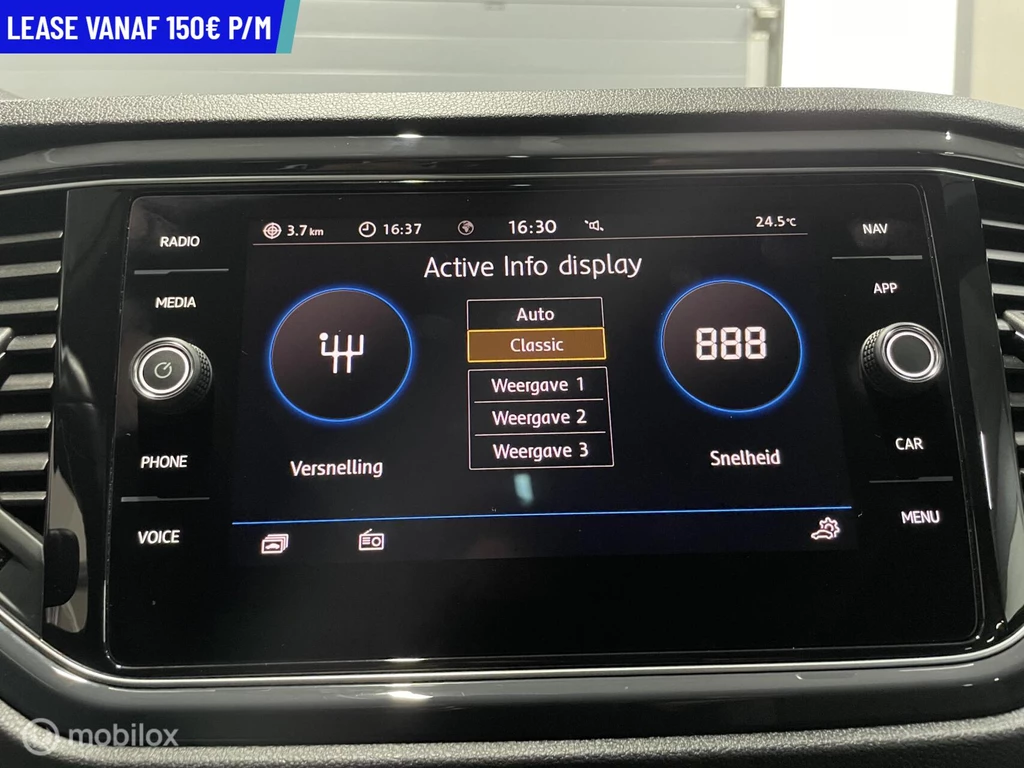 LEASE VANAF 150€ P/M
RADIO
MEDIA
PHONE
VOICE
3.7 km
16:37
16:30
24.5°C
Active Info display
Auto
Classic
Weergave 1
Weergave 2
Weergave 3
Versnelling
888
Snelheid
NAV
APP
CAR
MENU
mobilox